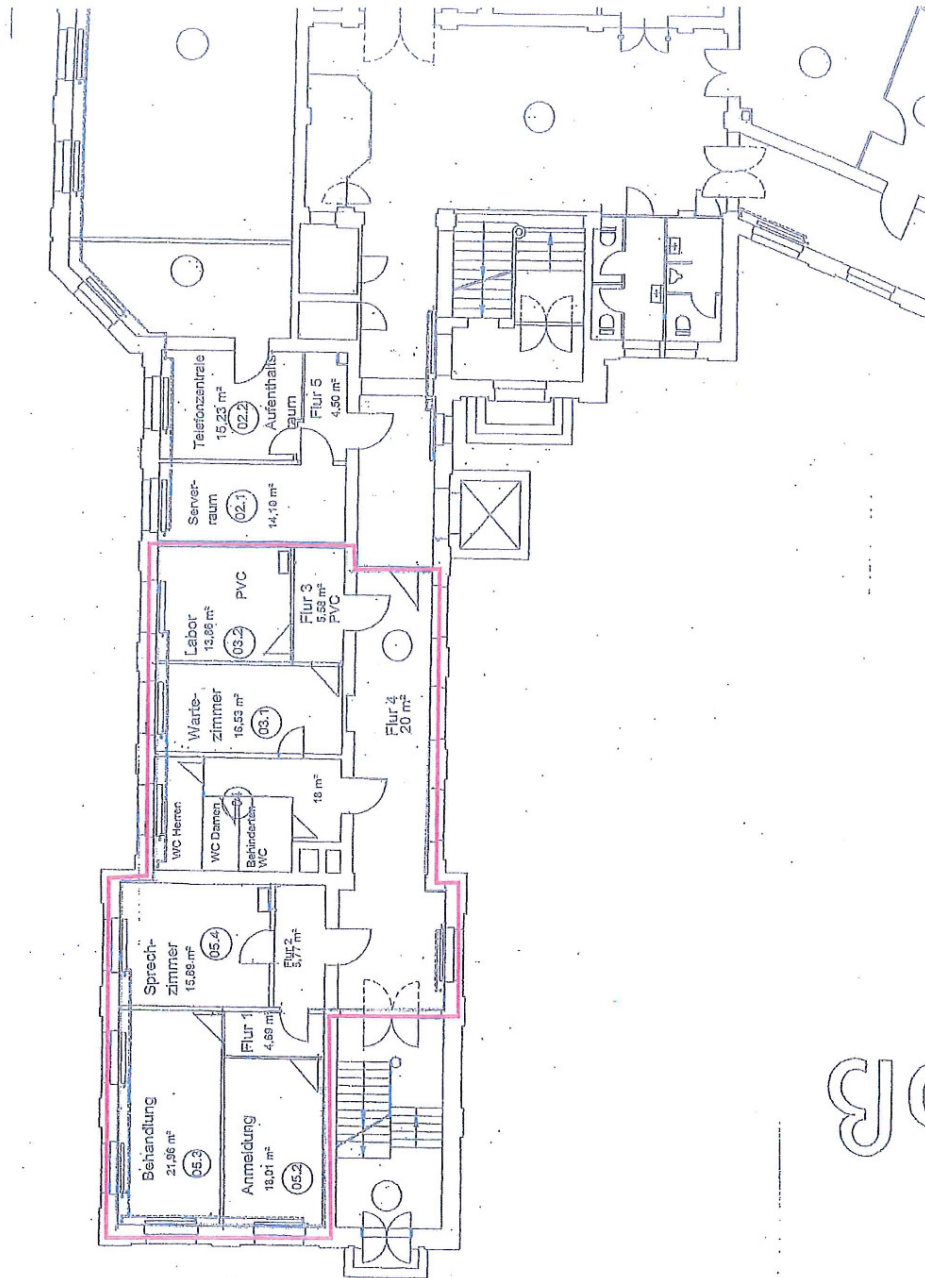 Telefonzentrale
15,23 m²
02.2
Aufenthalts
raum
Flur 5
4,50 m²
Server-
raum
02.1
14,10 m²
Labor
13,86 m²
03.2
PVC
Flur 3
5,58 m²
PVC
Warte-
zimmer
16,53 m²
03.1
Flur 4
20 m²
WC Herren
WC Damen
Behinderten-
WC
18 m²
Sprech-
zimmer
15,89 m²
05.4
Flur 2
5,77 m²
Flur 1
4,69 m²
Behandlung
21,96 m²
05.3
Anmeldung
18,01 m²
05.2